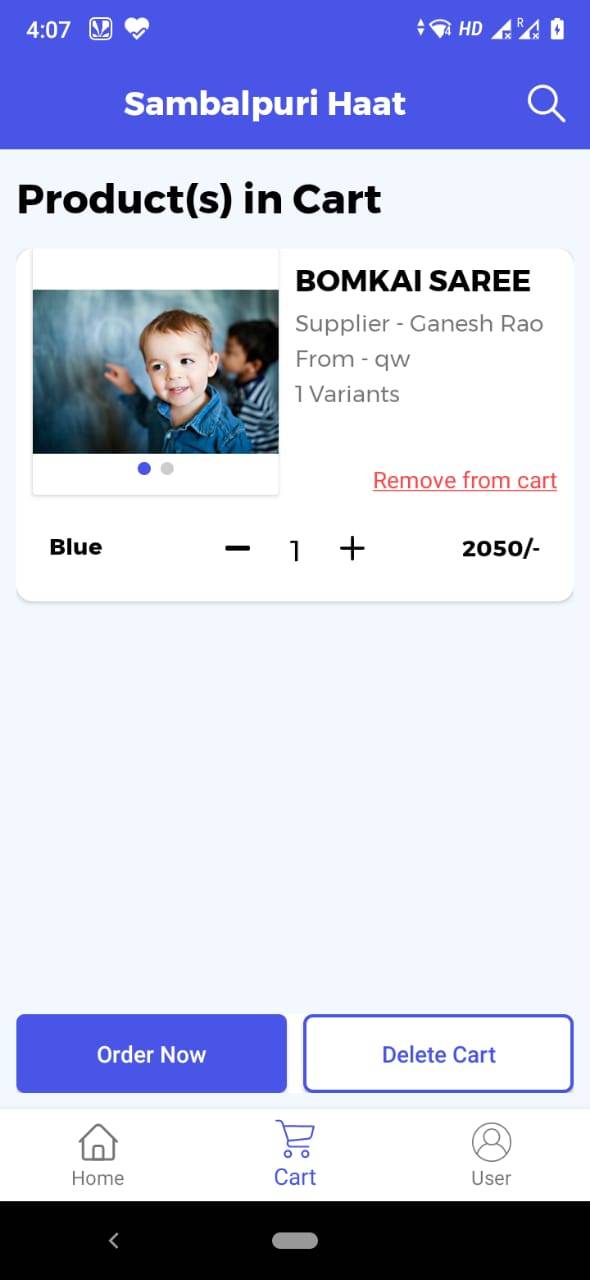 4:07
4 HD R
Sambalpuri Haat
Product(s) in Cart
BOMKAI SAREE
Supplier - Ganesh Rao
From - qw
1 Variants
Remove from cart
Blue 1 2050/-
Order Now Delete Cart
Home Cart User